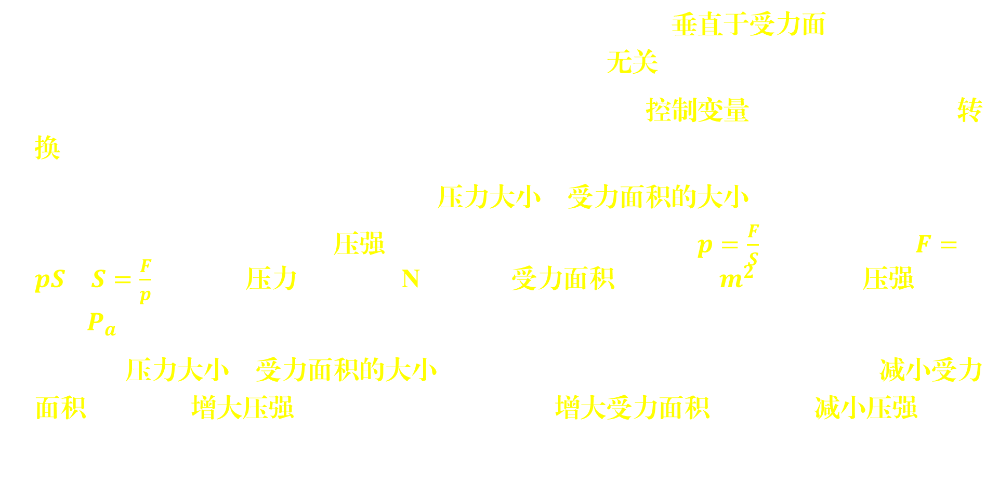 垂直于受力面
无关
控制变量 转
换
压力大小 受力面积的大小
压强 p = F/S F =
pS S = F/p 压力 N 受力面积 m² 压强
Pₐ
压力大小 受力面积的大小 减小受力
面积 增大压强 增大受力面积 减小压强